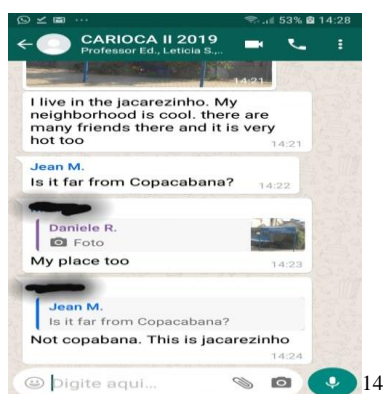 53% 14:28
CARIOCA II 2019
Professor Ed., Leticia S.,..
14:21
I live in the jacarezinho. My
neighborhood is cool. there are
many friends there and it is very
hot too
14:21
Jean M.
Is it far from Copacabana?
14:22
Daniele R.
Foto
My place too
14:23
Jean M.
Is it far from Copacabana?
Not copabana. This is jacarezinho
14:24
Digite aqui...
14